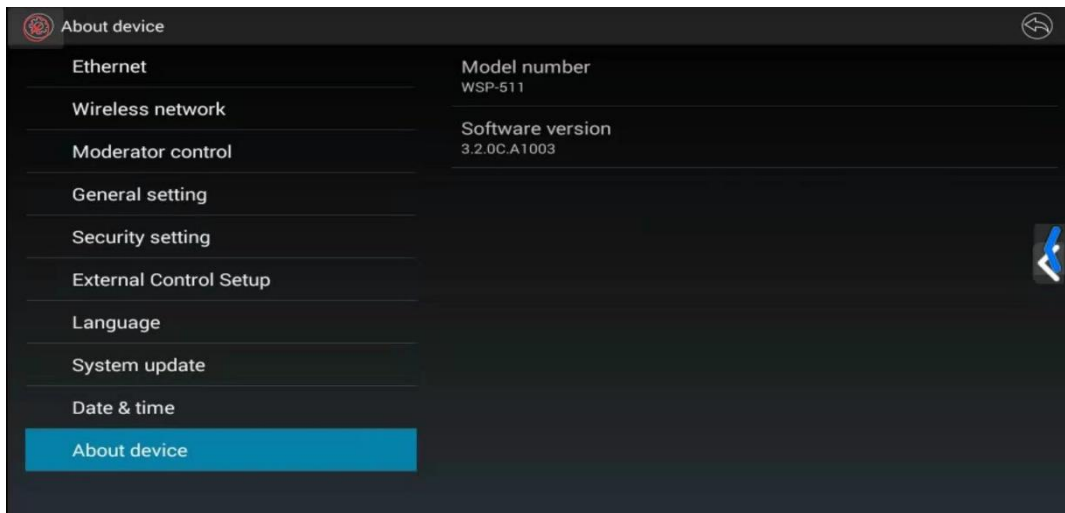 About device
Ethernet
Wireless network
Moderator control
General setting
Security setting
External Control Setup
Language
System update
Date & time
About device
Model number
WSP-511
Software version
3.2.0C.A1003